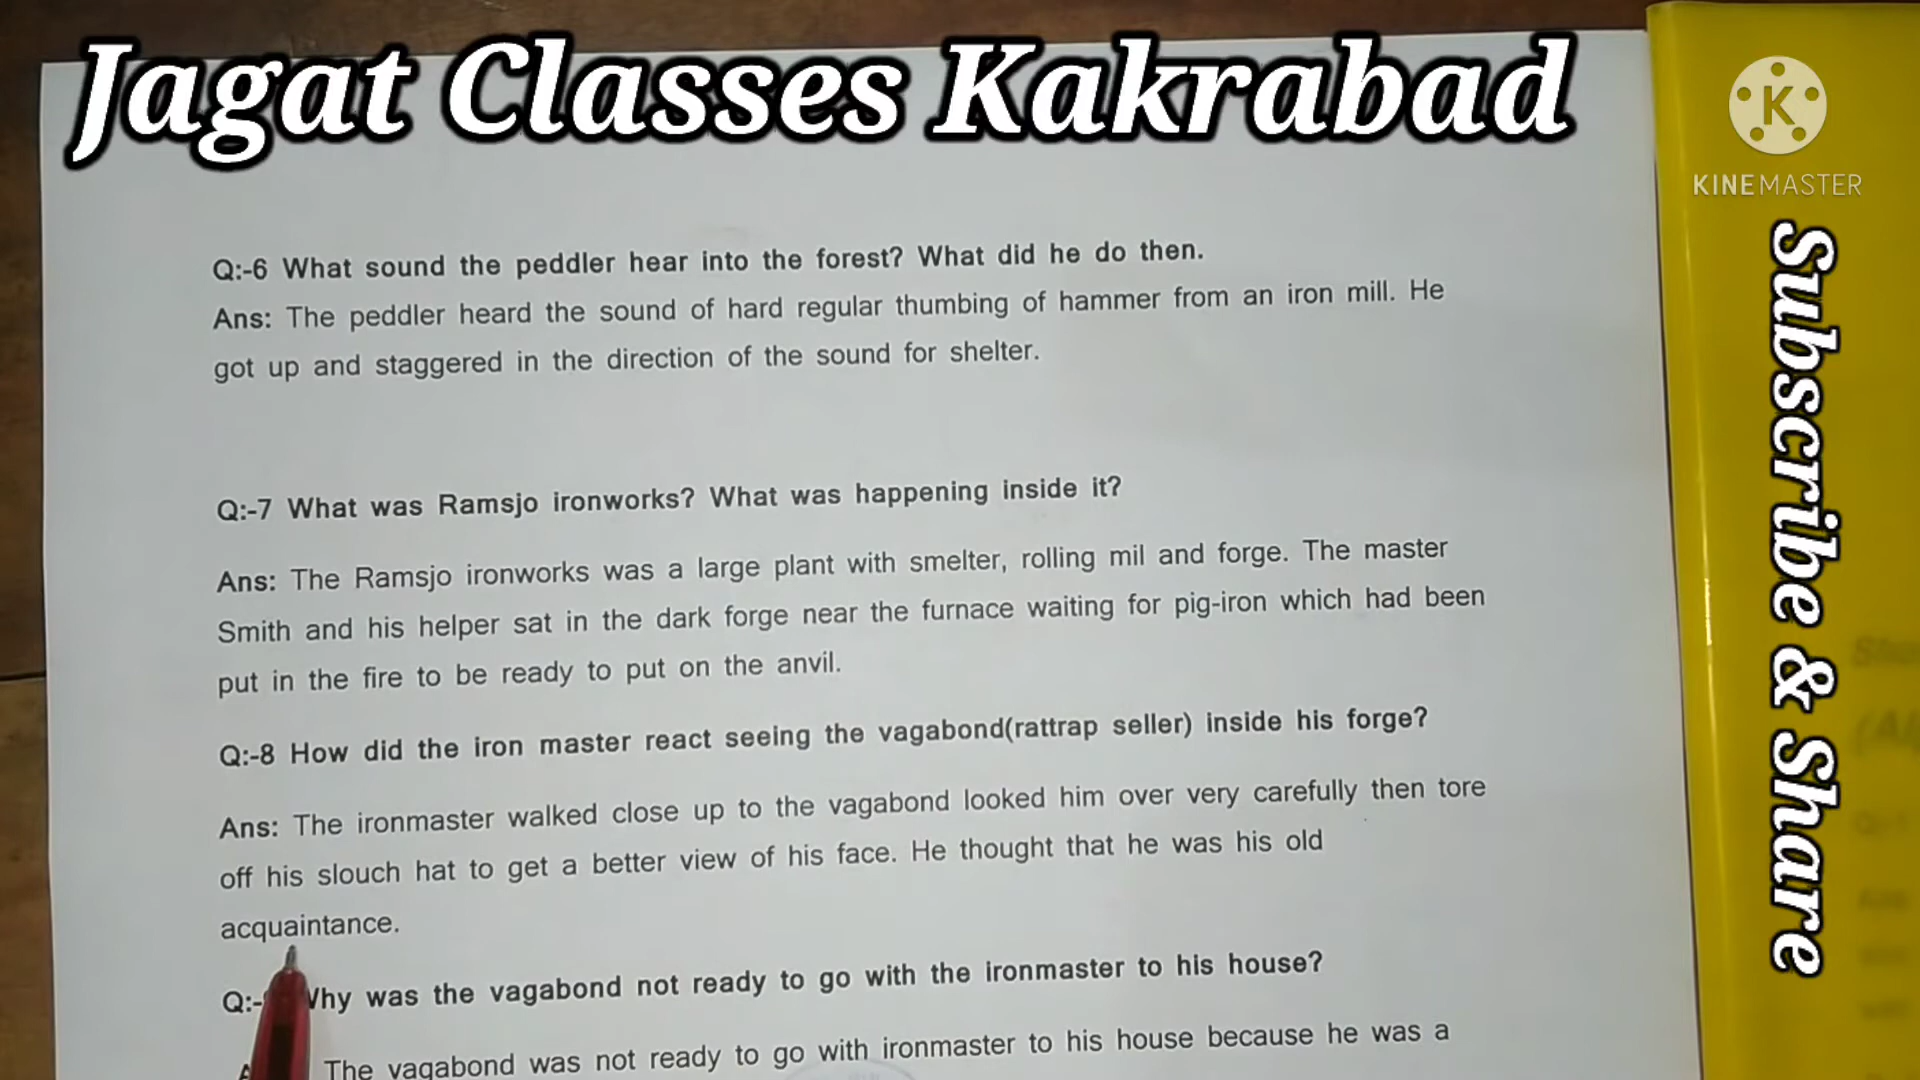 Jagat Classes Kakrabad
KINEMASTER
Subscribe & Share
Q:-6 What sound the peddler hear into the forest? What did he do then.
Ans: The peddler heard the sound of hard regular thumbing of hammer from an iron mill. He
got up and staggered in the direction of the sound for shelter.
Q:-7 What was Ramsjo ironworks? What was happening inside it?
Ans: The Ramsjo ironworks was a large plant with smelter, rolling mil and forge. The master
Smith and his helper sat in the dark forge near the furnace waiting for pig-iron which had been
put in the fire to be ready to put on the anvil.
Q:-8 How did the iron master react seeing the vagabond(rattrap seller) inside his forge?
Ans: The ironmaster walked close up to the vagabond looked him over very carefully then tore
off his slouch hat to get a better view of his face. He thought that he was his old
acquaintance.
Q:- Why was the vagabond not ready to go with the ironmaster to his house?
The vagabond was not ready to go with ironmaster to his house because he was a